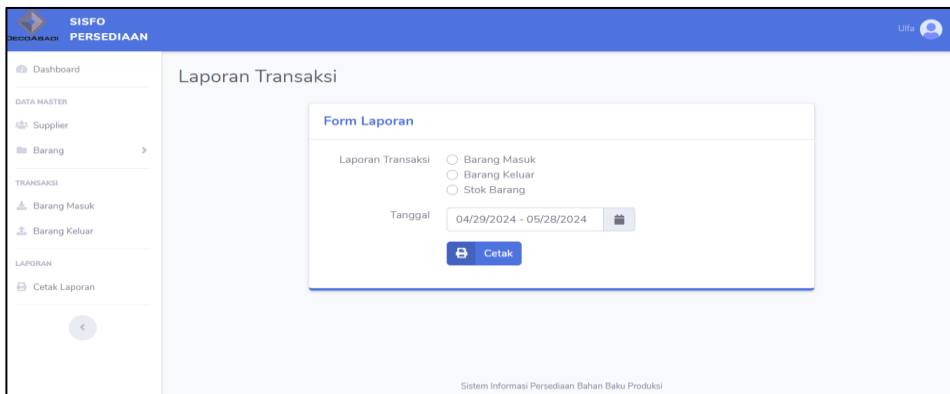 SISFO
PERSEDIAAN
DECOABADI
Ulfa
Dashboard
DATA MASTER
Supplier
Barang
TRANSAKSI
Barang Masuk
Barang Keluar
LAPORAN
Cetak Laporan
Laporan Transaksi
Form Laporan
Laporan Transaksi
Barang Masuk
Barang Keluar
Stok Barang
Tanggal
04/29/2024 - 05/28/2024
Cetak
Sistem Informasi Persediaan Bahan Baku Produksi